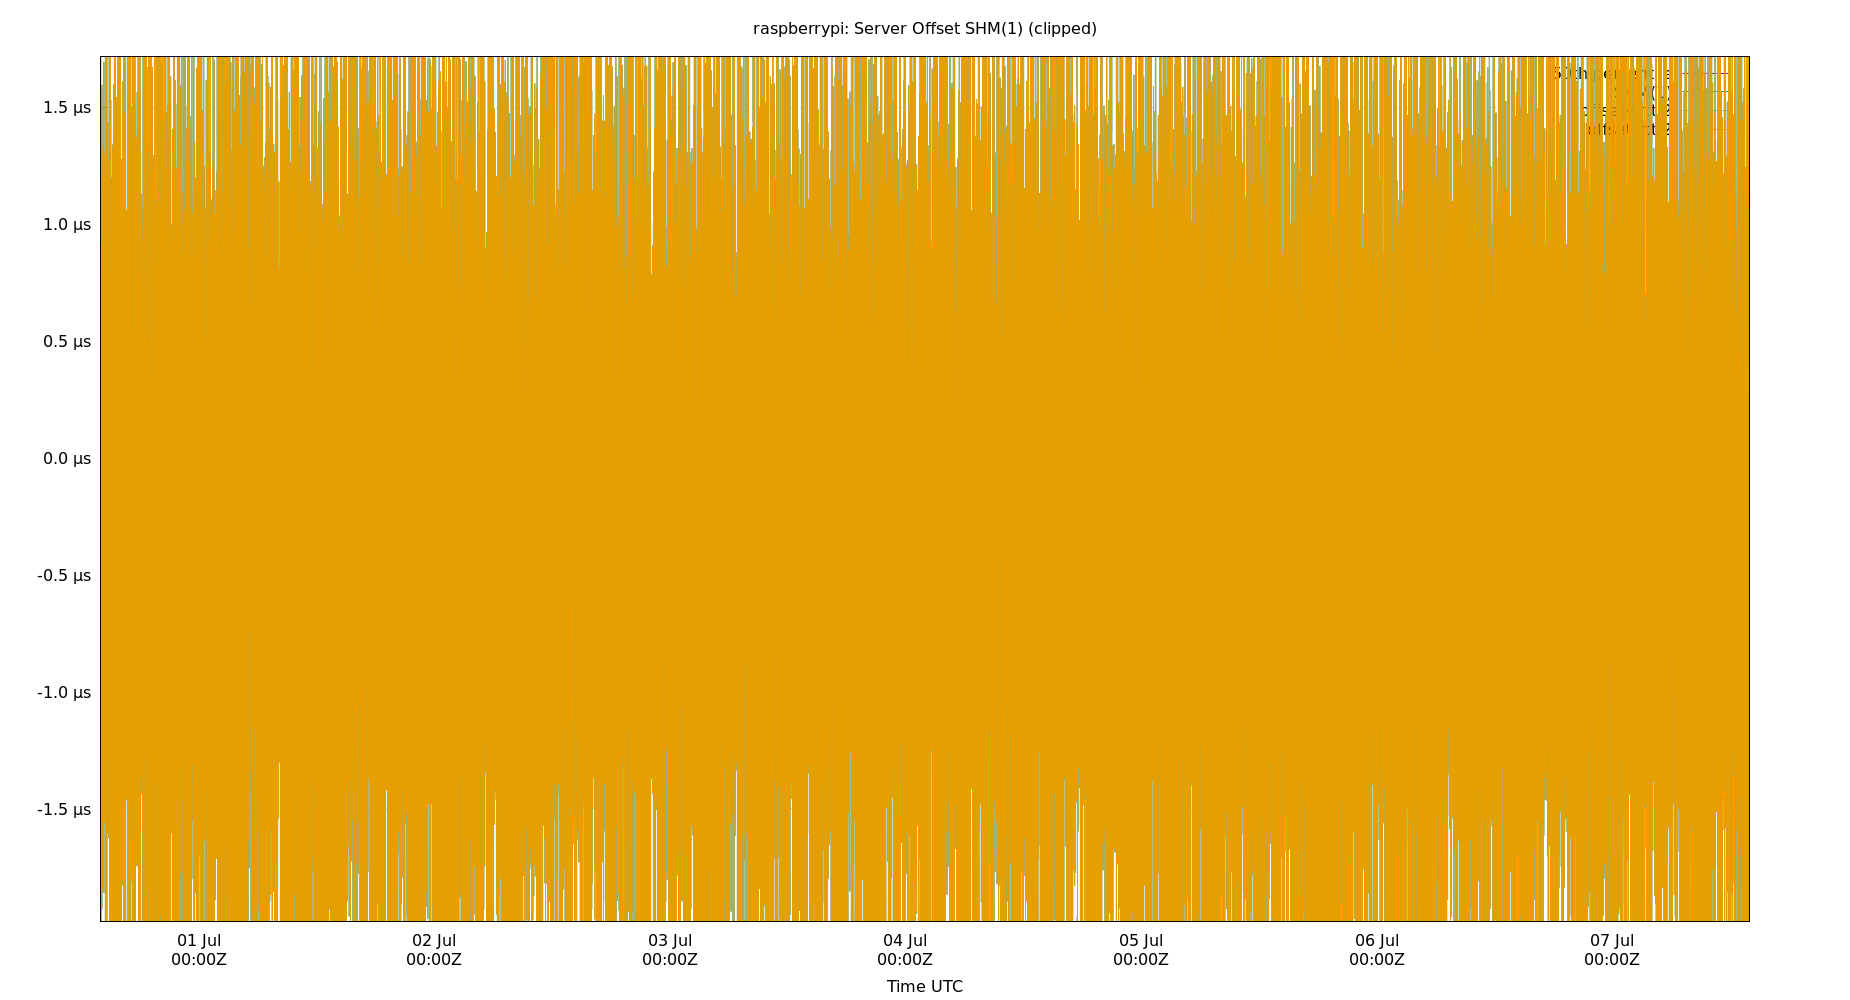 raspberrypi: Server Offset SHM(1) (clipped)
1.5 µs
1.0 µs
0.5 µs
0.0 µs
-0.5 µs
-1.0 µs
-1.5 µs
01 Jul 02 Jul 03 Jul 04 Jul 05 Jul 06 Jul 07 Jul
00:00Z 00:00Z 00:00Z 00:00Z 00:00Z 00:00Z 00:00Z
Time UTC